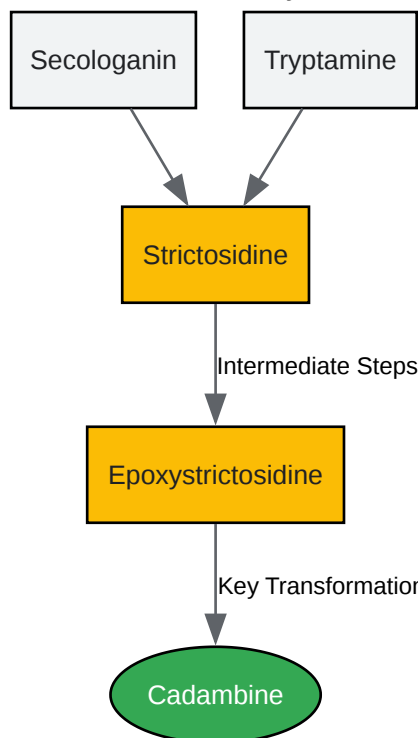 Secologanin
Tryptamine
Strictosidine
Intermediate Steps
Epoxystrictosidine
Key Transformation
Cadambine